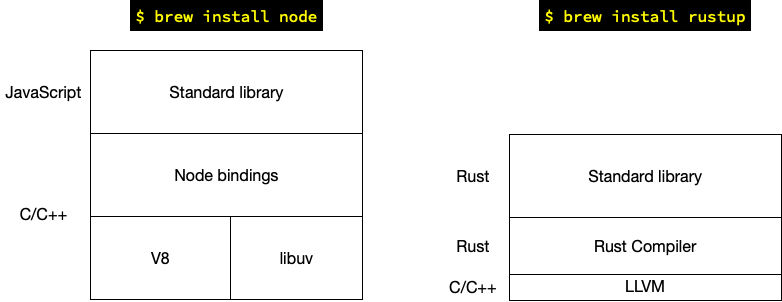 $ brew install node
$ brew install rustup
JavaScript
Standard library
Node bindings
C/C++
V8
libuv
Rust
Standard library
Rust
Rust Compiler
C/C++
LLVM